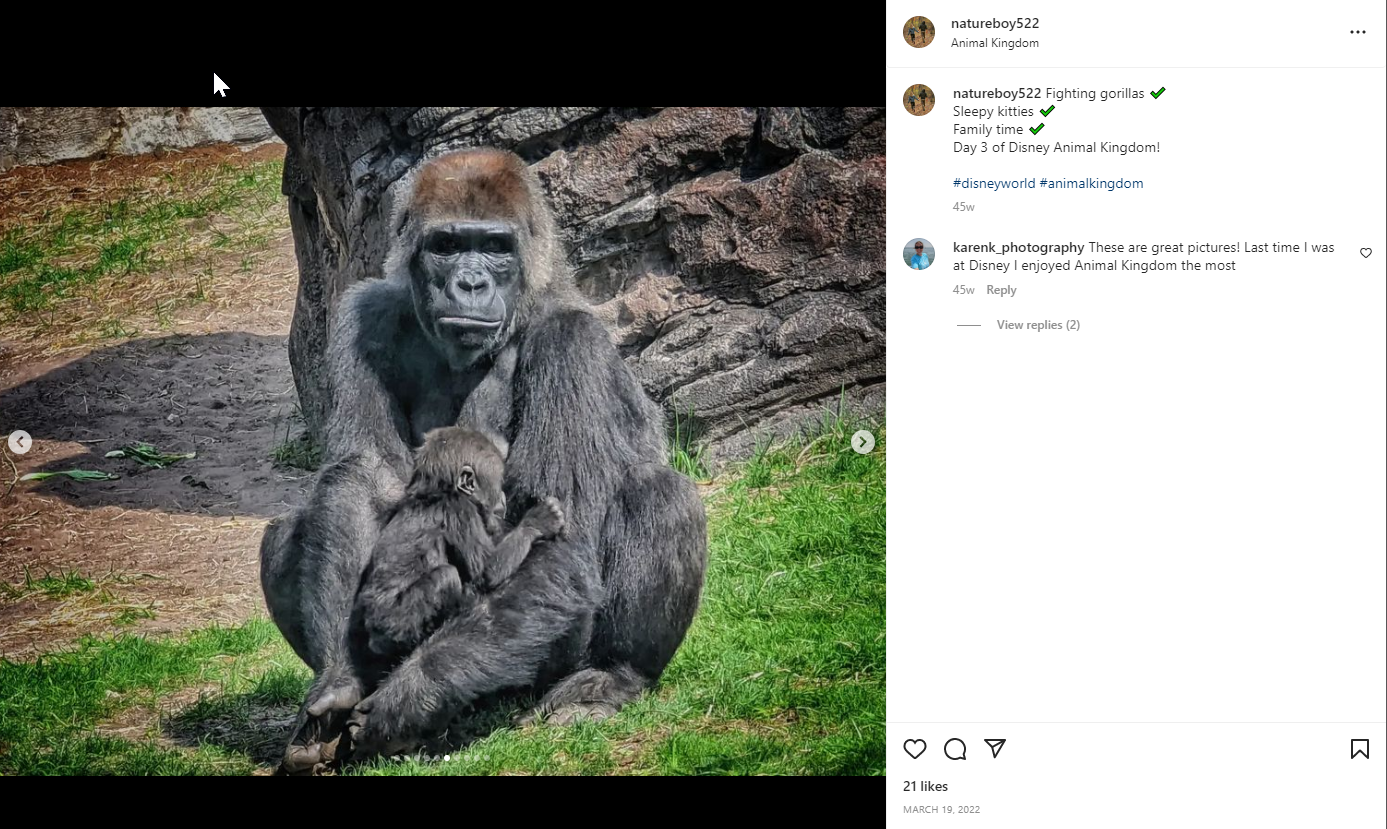 natureboy522
Animal Kingdom
natureboy522 Fighting gorillas ✔
Sleepy kitties ✔
Family time ✔
Day 3 of Disney Animal Kingdom!
#disneyworld #animalkingdom
45w
karenk_photography These are great pictures! Last time I was
at Disney I enjoyed Animal Kingdom the most
45w Reply
View replies (2)
21 likes
MARCH 19, 2022